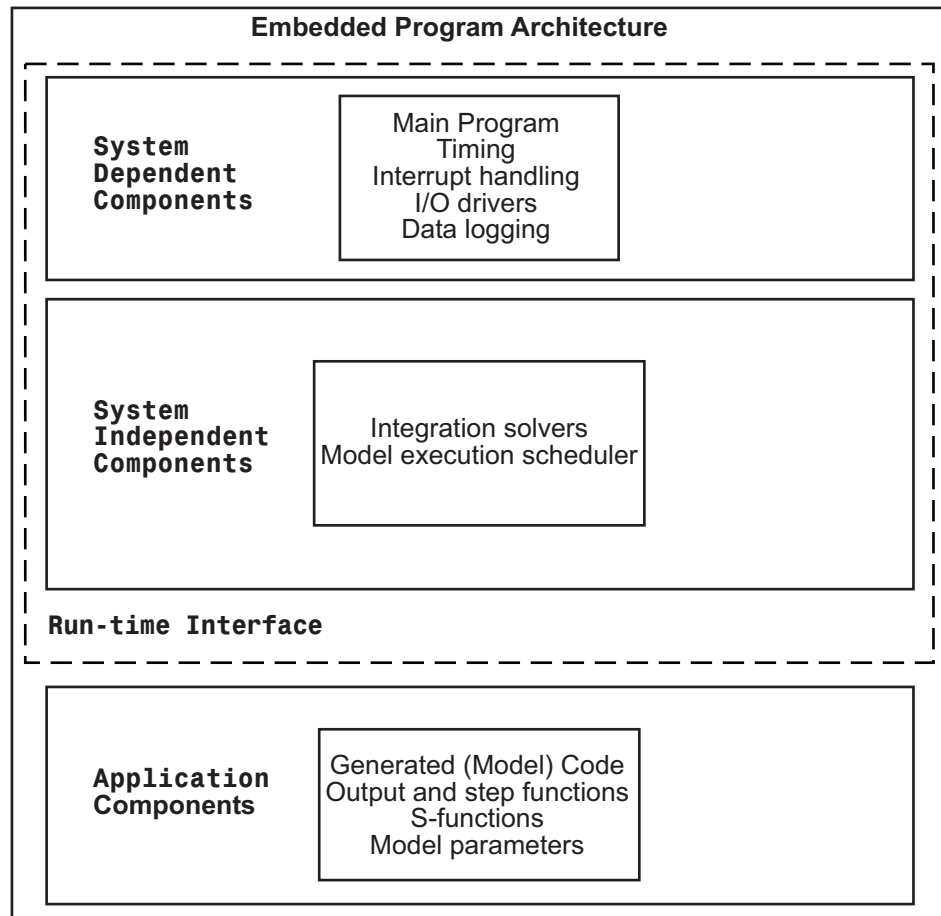 Embedded Program Architecture
System
Dependent
Components
Main Program
Timing
Interrupt handling
I/O drivers
Data logging
System
Independent
Components
Integration solvers
Model execution scheduler
Run-time Interface
Application
Components
Generated (Model) Code
Output and step functions
S-functions
Model parameters